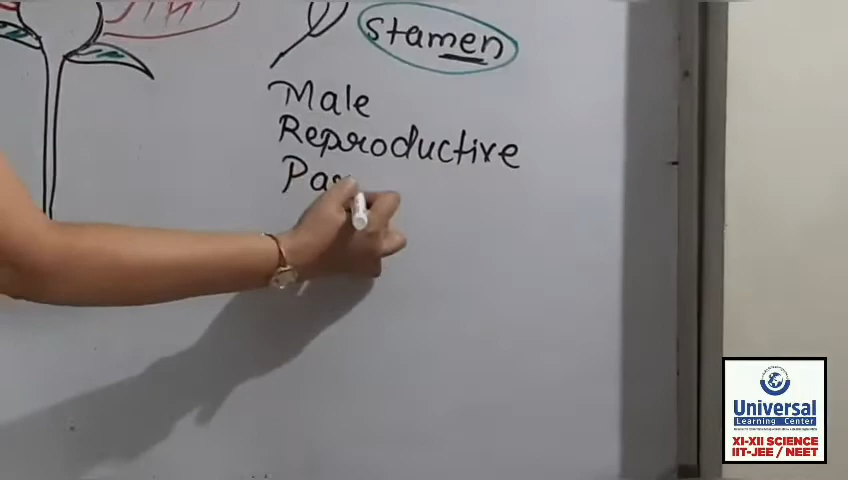 Stamen
Male
Reproductive
Universal
Learning Center
XI-XII SCIENCE
IIT-JEE / NEET